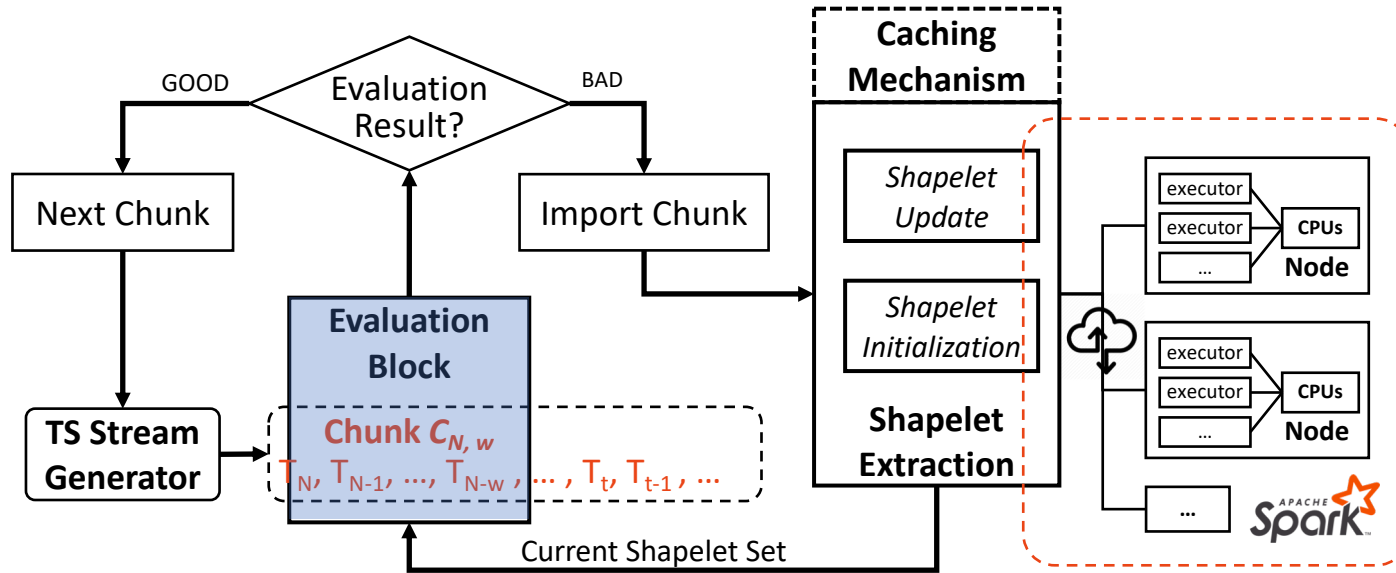 GOOD
Evaluation
Result?
BAD
Next Chunk
Import Chunk
Evaluation
Block
TS Stream
Generator
Chunk C_{N, w}
T_N, T_{N-1}, ..., T_{N-w} , ... , T_t, T_{t-1}, ...
Current Shapelet Set
Caching
Mechanism
Shapelet
Update
Shapelet
Initialization
Shapelet
Extraction
executor
executor
...
CPUs
Node
executor
executor
...
CPUs
Node
...
APACHE
Spark™